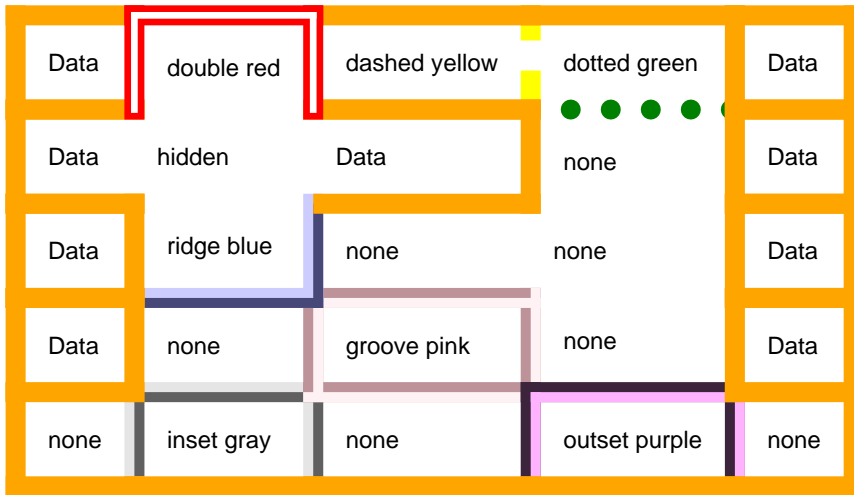 Data double red dashed yellow dotted green Data
Data hidden Data none Data
Data ridge blue none none Data
Data none groove pink none Data
none inset gray none outset purple none